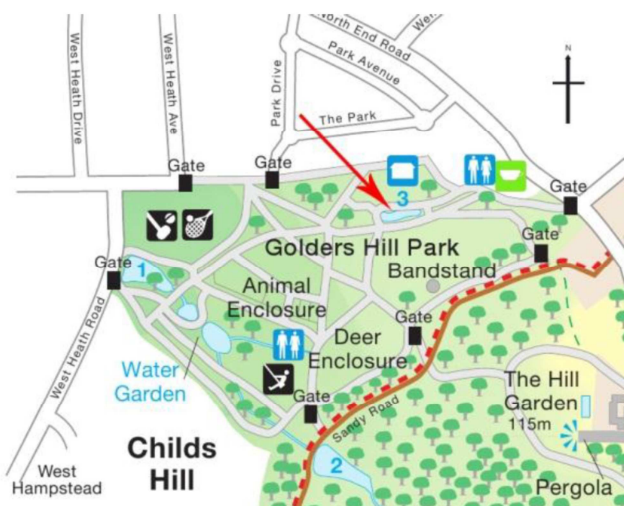 North End Road
Wen
West Heath Drive
West Heath Ave
Park Drive
Park Avenue
The Park
N
Gate
Gate
3
Gate
Golders Hill Park
Gate
Gate
1
Bandstand
Animal
Enclosure
Gate
Deer
Enclosure
West Heath Road
Water
Garden
The Hill
Garden
115m
Gate
Sandy Road
Childs
Hill
2
West
Hampstead
Pergola